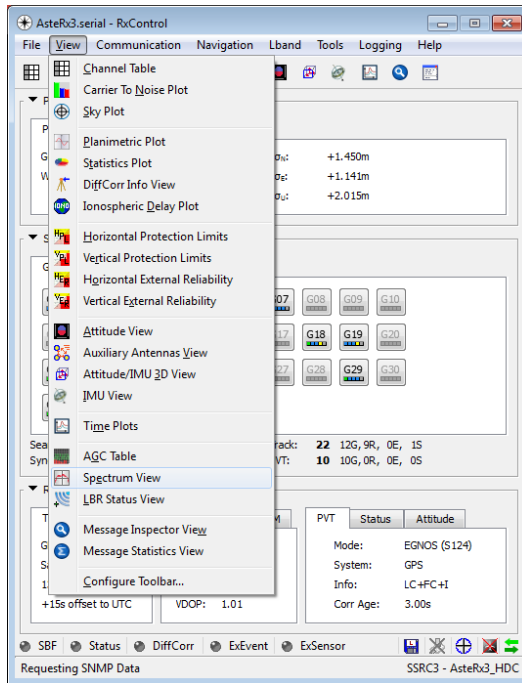 AsteRx3.serial - RxControl
File View Communication Navigation Lband Tools Logging Help
Channel Table
Carrier To Noise Plot
Sky Plot
Planimetric Plot
Statistics Plot
DiffCorr Info View
Ionospheric Delay Plot
Horizontal Protection Limits
Vertical Protection Limits
Horizontal External Reliability
Vertical External Reliability
Attitude View
Auxiliary Antennas View
Attitude/IMU 3D View
IMU View
Time Plots
AGC Table
Spectrum View
LBR Status View
Message Inspector View
Message Statistics View
Configure Toolbar...
σN: +1.450m
σE: +1.141m
σU: +2.015m
G07 G08 G09 G10
G18 G19 G20
G28 G29 G30
rack: 22 12G, 9R, 0E, 1S
VT: 10 10G, 0R, 0E, 0S
PVT Status Attitude
Mode: EGNOS (S124)
System: GPS
Info: LC+FC+I
Corr Age: 3.00s
+15s offset to UTC VDOP: 1.01
SBF Status DiffCorr ExEvent ExSensor
Requesting SNMP Data SSRC3 - AsteRx3_HDC